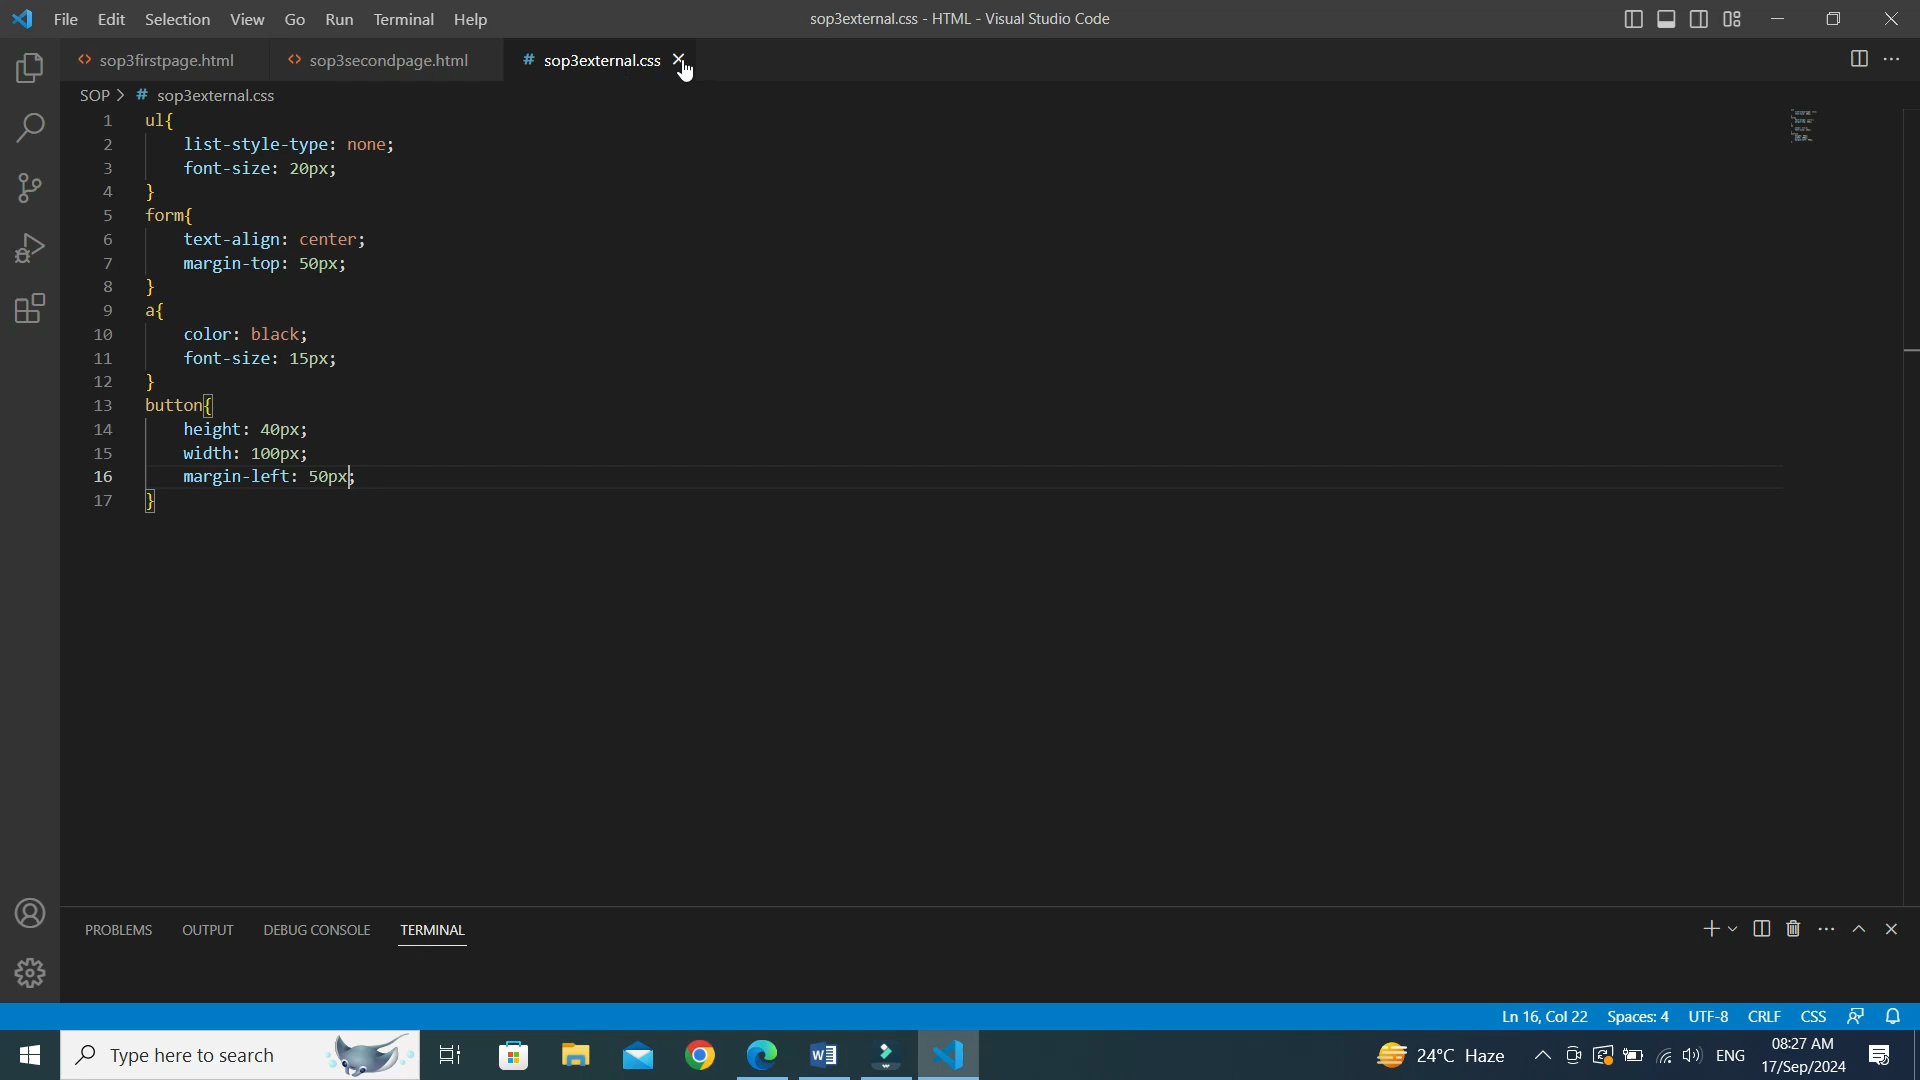 File Edit Selection View Go Run Terminal Help
sop3external.css - HTML - Visual Studio Code
sop3firstpage.html
sop3secondpage.html
# sop3external.css
SOP > # sop3external.css
1 ul{
2 list-style-type: none;
3 font-size: 20px;
4 }
5 form{
6 text-align: center;
7 margin-top: 50px;
8 }
9 a{
10 color: black;
11 font-size: 15px;
12 }
13 button{
14 height: 40px;
15 width: 100px;
16 margin-left: 50px;
17 }
PROBLEMS OUTPUT DEBUG CONSOLE TERMINAL
Ln 16, Col 22 Spaces: 4 UTF-8 CRLF CSS
Type here to search
24°C Haze
ENG
08:27 AM
17/Sep/2024